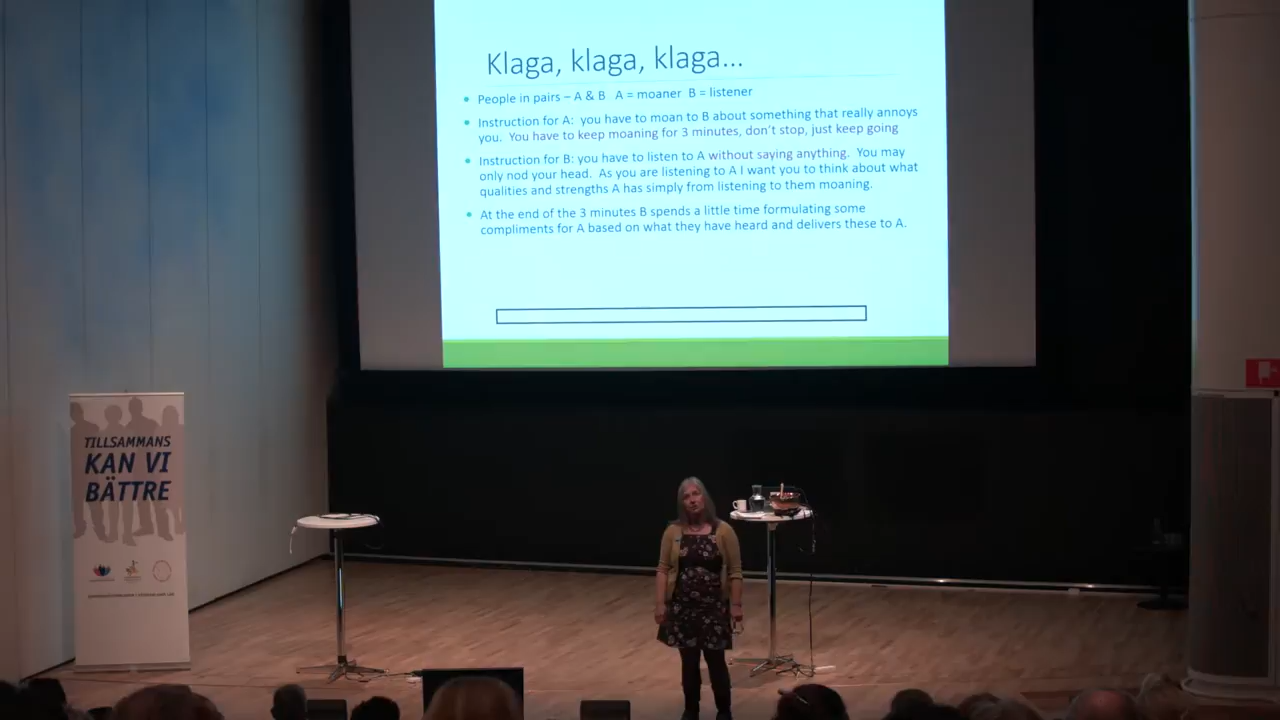 Klaga, klaga, klaga...
• People in pairs – A & B   A = moaner  B = listener
• Instruction for A:  you have to moan to B about something that really annoys
you.  You have to keep moaning for 3 minutes, don't stop, just keep going
• Instruction for B: you have to listen to A without saying anything.  You may
only nod your head.  As you are listening to A I want you to think about what
qualities and strengths A has simply from listening to them moaning.
• At the end of the 3 minutes B spends a little time formulating some
compliments for A based on what they have heard and delivers these to A.
TILLSAMMANS
KAN VI
BÄTTRE